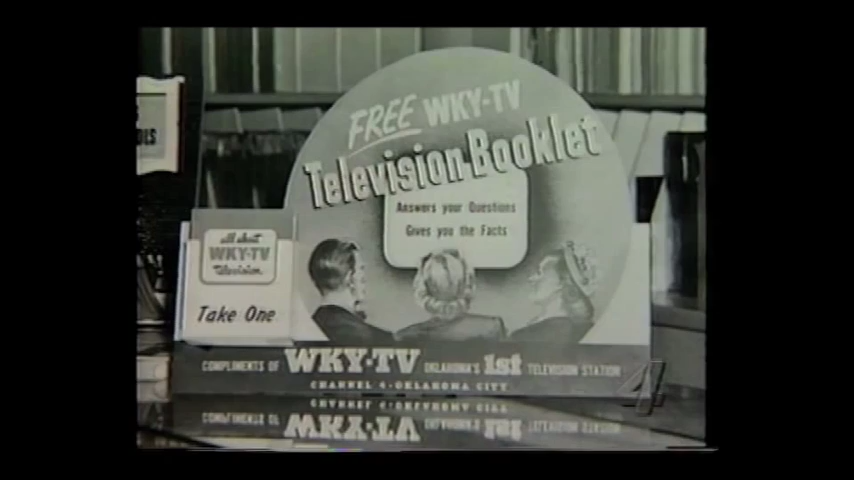 FREE WKY-TV
Television Booklet
Answers your Questions
Gives you the Facts
all about
WKY-TV
Television
Take One
COMPLIMENTS OF WKY-TV OKLAHOMA'S 1st TELEVISION STATION
CHANNEL 4-OKLAHOMA CITY
4